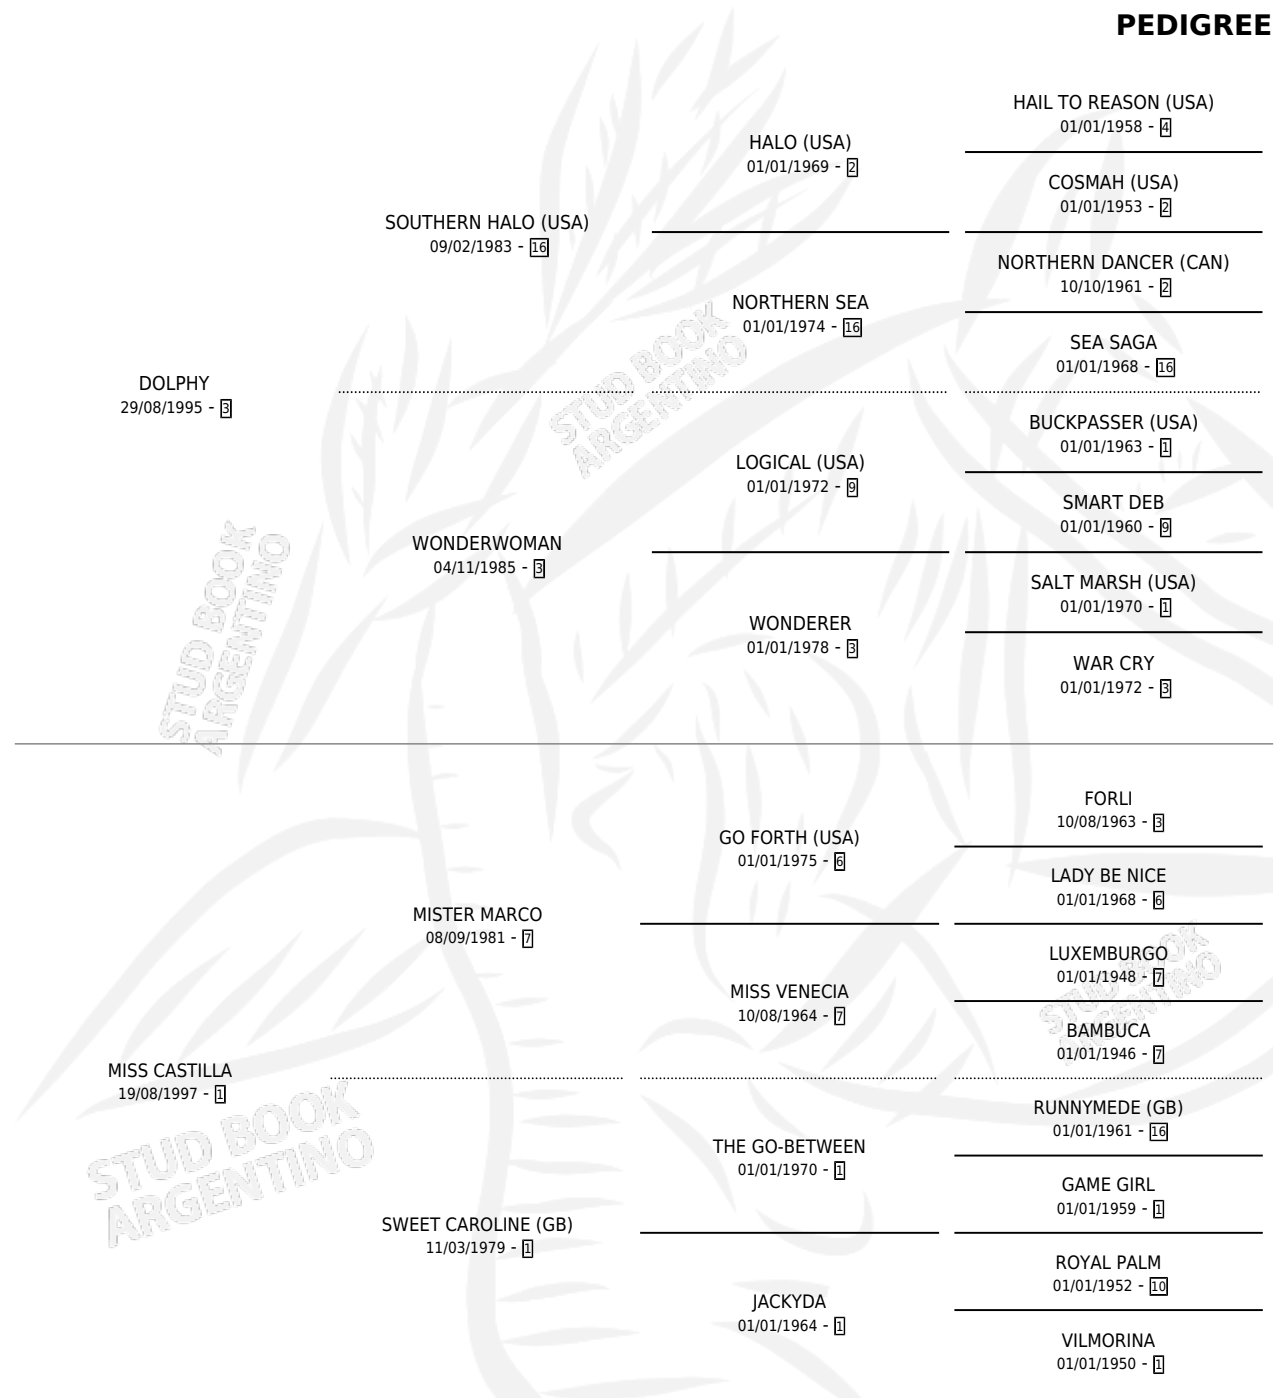 PEDIGREE
HAIL TO REASON (USA)
01/01/1958 - 4
HALO (USA)
01/01/1969 - 2
COSMAH (USA)
01/01/1953 - 2
SOUTHERN HALO (USA)
09/02/1983 - 16
NORTHERN DANCER (CAN)
10/10/1961 - 2
NORTHERN SEA
01/01/1974 - 16
SEA SAGA
01/01/1968 - 16
DOLPHY
29/08/1995 - 3
BUCKPASSER (USA)
01/01/1963 - 1
LOGICAL (USA)
01/01/1972 - 9
SMART DEB
01/01/1960 - 9
WONDERWOMAN
04/11/1985 - 3
SALT MARSH (USA)
01/01/1970 - 1
WONDERER
01/01/1978 - 3
WAR CRY
01/01/1972 - 3
FORLI
10/08/1963 - 3
GO FORTH (USA)
01/01/1975 - 6
LADY BE NICE
01/01/1968 - 6
MISTER MARCO
08/09/1981 - 7
LUXEMBURGO
01/01/1948 - 7
MISS VENECIA
10/08/1964 - 7
BAMBUCA
01/01/1946 - 7
MISS CASTILLA
19/08/1997 - 1
RUNNYMEDE (GB)
01/01/1961 - 16
THE GO-BETWEEN
01/01/1970 - 1
GAME GIRL
01/01/1959 - 1
SWEET CAROLINE (GB)
11/03/1979 - 1
ROYAL PALM
01/01/1952 - 10
JACKYDA
01/01/1964 - 1
VILMORINA
01/01/1950 - 1
STUD BOOK
ARGENTINO
STUD BOOK
ARGENTINO
STUD BOOK
ARGENTINO
STUD BOOK
ARGENTINO